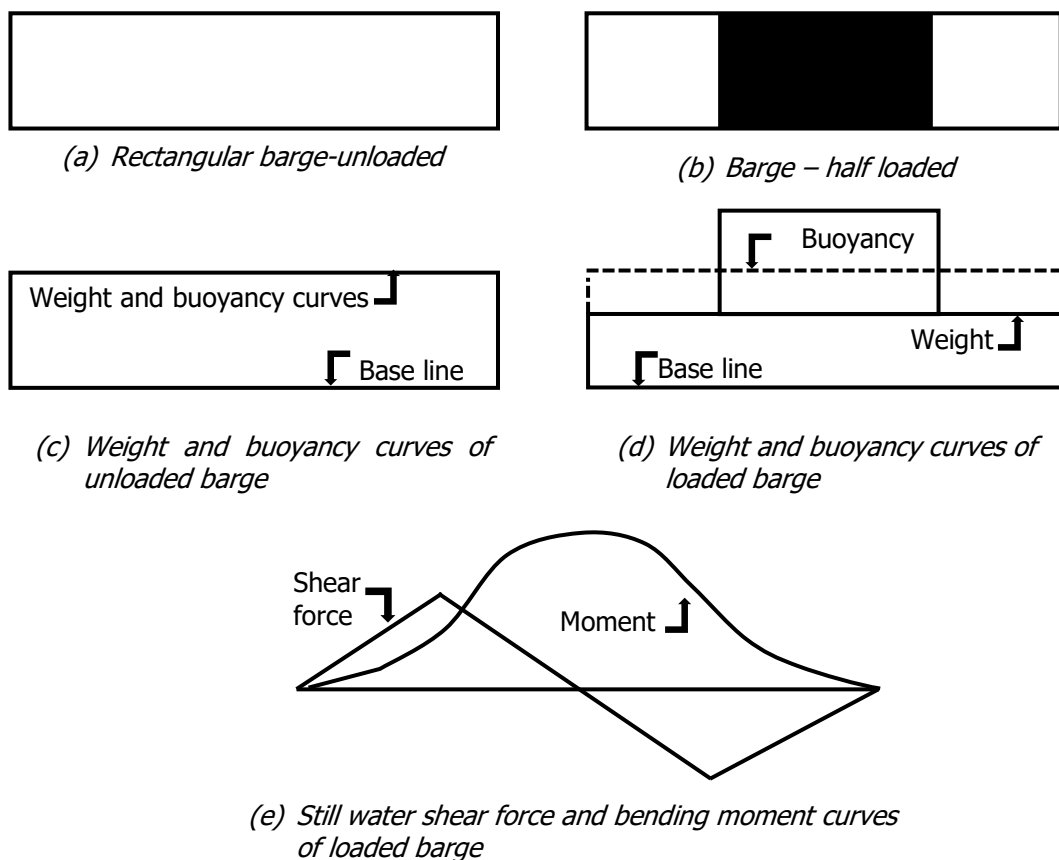 (a) Rectangular barge-unloaded
(b) Barge – half loaded
Weight and buoyancy curves
Base line
Buoyancy
Weight
Base line
(c) Weight and buoyancy curves of
unloaded barge
(d) Weight and buoyancy curves of
loaded barge
Shear
force
Moment
(e) Still water shear force and bending moment curves
of loaded barge